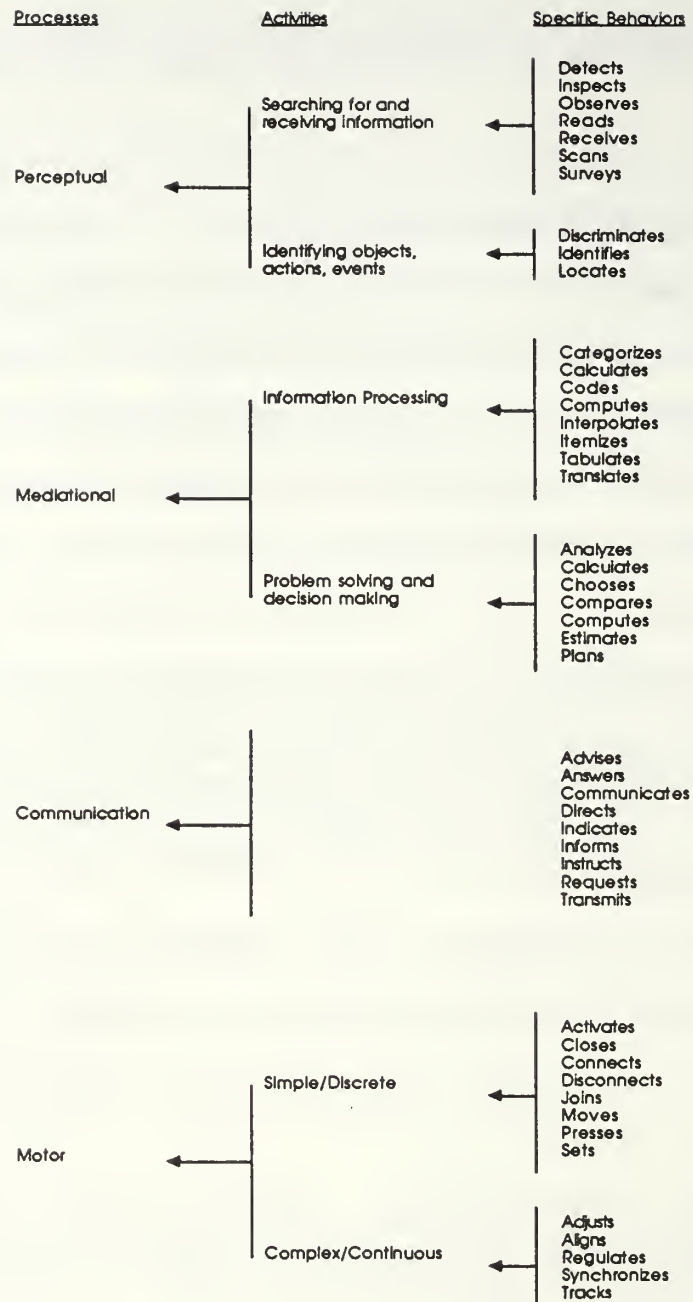 Processes Activities Specific Behaviors
Detects
Inspects
Searching for and Observes
receiving information Reads
Receives
Perceptual Scans
Surveys
Identifying objects, Discriminates
actions, events Identifies
Locates
Categorizes
Calculates
Information Processing Codes
Computes
Interpolates
Itemizes
Tabulates
Mediational Translates
Analyzes
Problem solving and Calculates
decision making Chooses
Compares
Computes
Estimates
Plans
Advises
Answers
Communication Communicates
Directs
Indicates
Informs
Instructs
Requests
Transmits
Activates
Closes
Connects
Simple/Discrete Disconnects
Joins
Moves
Motor Presses
Sets
Adjusts
Aligns
Complex/Continuous Regulates
Synchronizes
Tracks